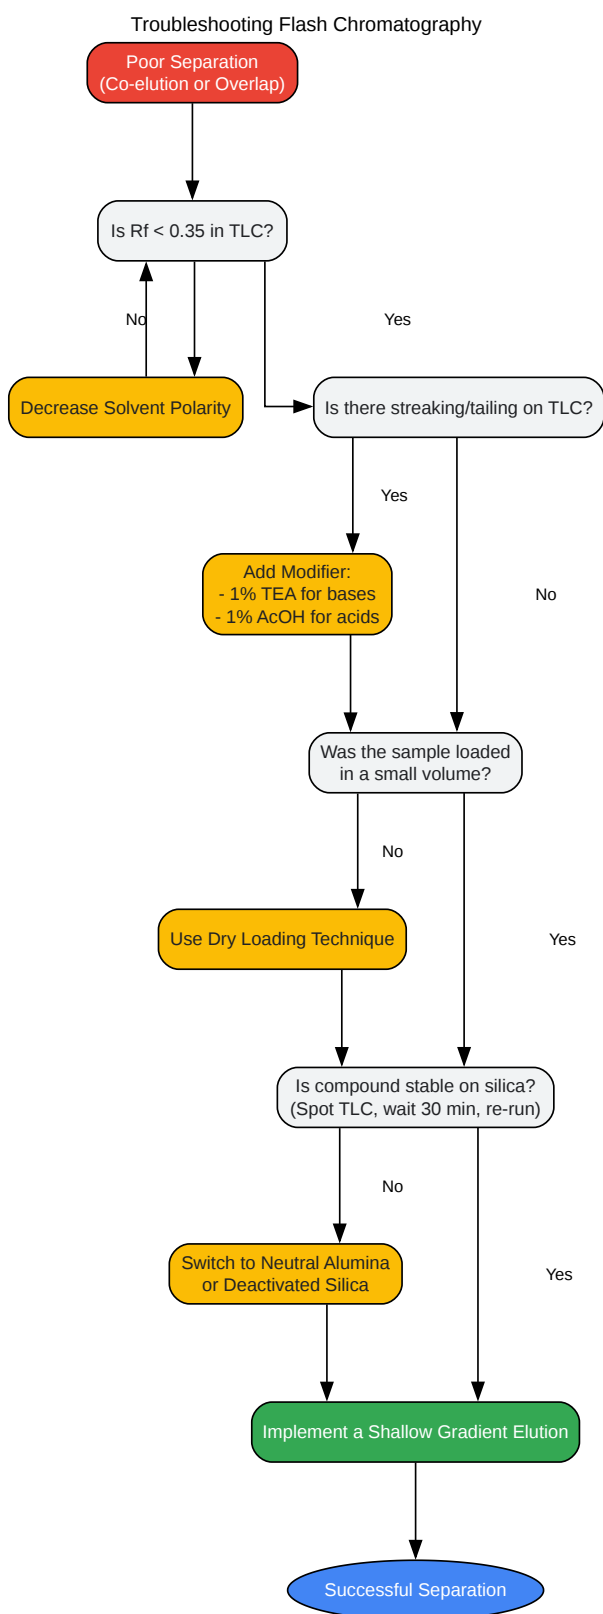 Troubleshooting Flash Chromatography
Poor Separation
(Co-elution or Overlap)
Is Rf < 0.35 in TLC?
No
Yes
Decrease Solvent Polarity
Is there streaking/tailing on TLC?
Yes
Add Modifier:
- 1% TEA for bases
- 1% AcOH for acids
No
Was the sample loaded
in a small volume?
No
Use Dry Loading Technique
Yes
Is compound stable on silica?
(Spot TLC, wait 30 min, re-run)
No
Switch to Neutral Alumina
or Deactivated Silica
Yes
Implement a Shallow Gradient Elution
Successful Separation